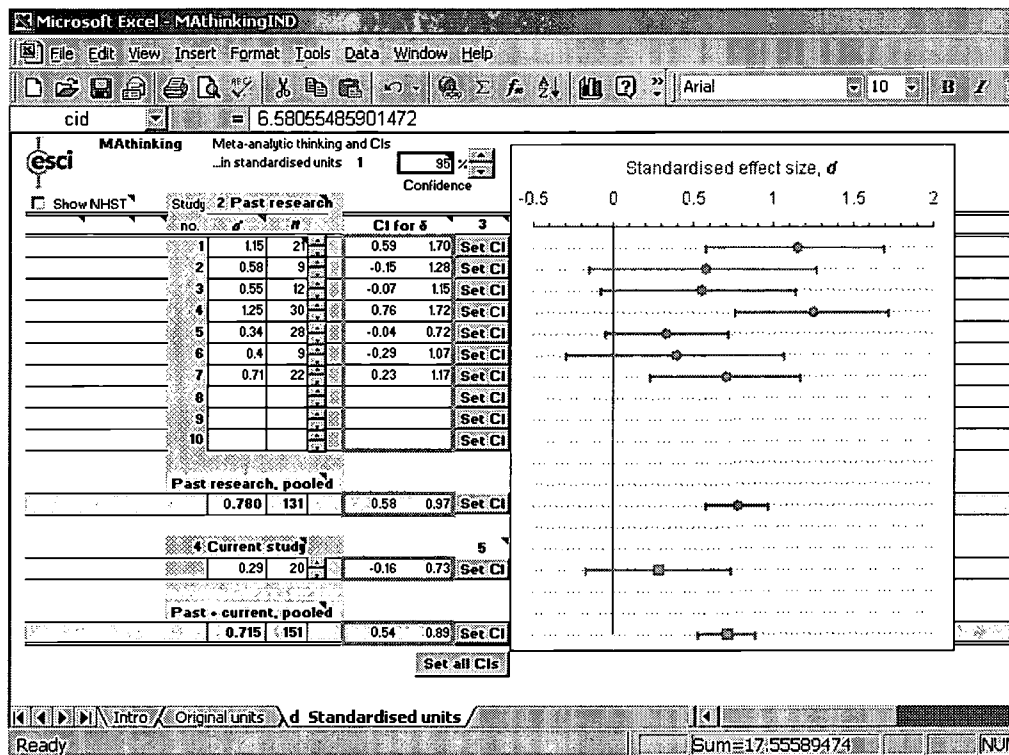 Microsoft Excel - MAthinkingIND
File Edit View Insert Format Tools Data Window Help
Arial 10 B I
cid = 6.58055485901472
esci MAthinking Meta-analytic thinking and CIs
...in standardised units 1 95 %
Confidence
Show NHST Study 2 Past research
no. d n CI for δ 3
1 1.15 21 0.59 1.70 Set CI
2 0.58 9 -0.15 1.28 Set CI
3 0.55 12 -0.07 1.15 Set CI
4 1.25 30 0.76 1.72 Set CI
5 0.34 28 -0.04 0.72 Set CI
6 0.4 9 -0.29 1.07 Set CI
7 0.71 22 0.23 1.17 Set CI
8 Set CI
9 Set CI
10 Set CI
Past research, pooled
0.780 131 0.58 0.97 Set CI
4 Current study 5
0.29 20 -0.16 0.73 Set CI
Past + current, pooled
0.715 151 0.54 0.89 Set CI
Set all CIs
Standardised effect size, d
-0.5 0 0.5 1 1.5 2
Intro Original units d Standardised units
Ready Sum=17.55589474 NUM